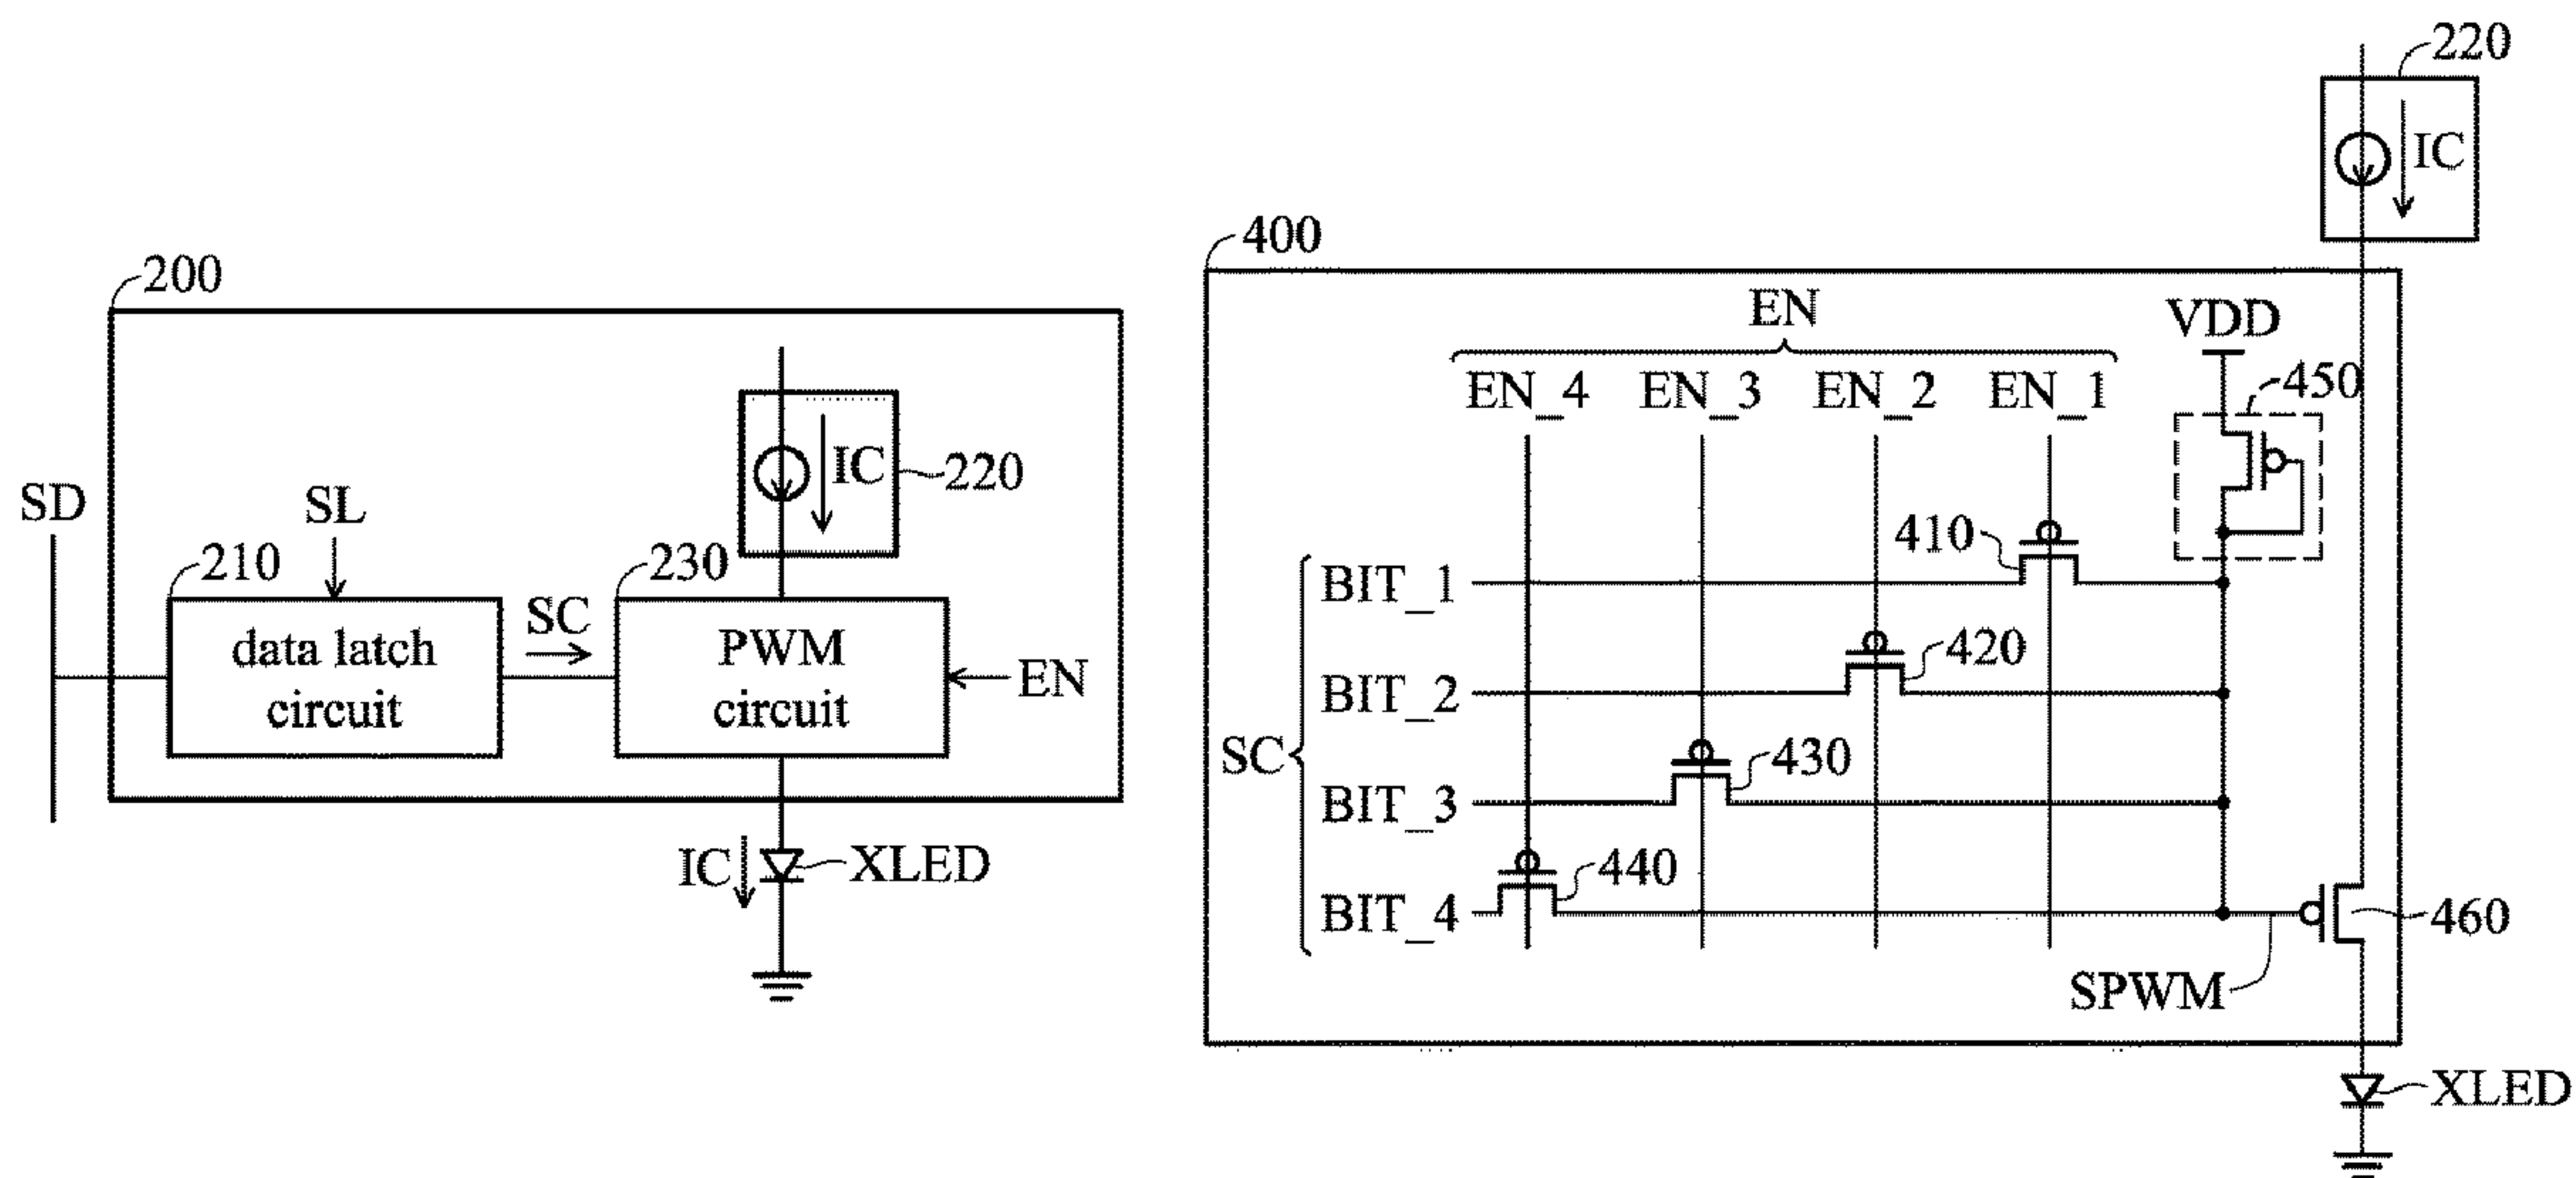 200
SD
SL
IC
220
210
230
SC
data latch
circuit
PWM
circuit
EN
IC
XLED
220
IC
400
EN
VDD
EN_4
EN_3
EN_2
EN_1
450
410
BIT_1
420
BIT_2
SC
430
BIT_3
440
BIT_4
460
SPWM
XLED